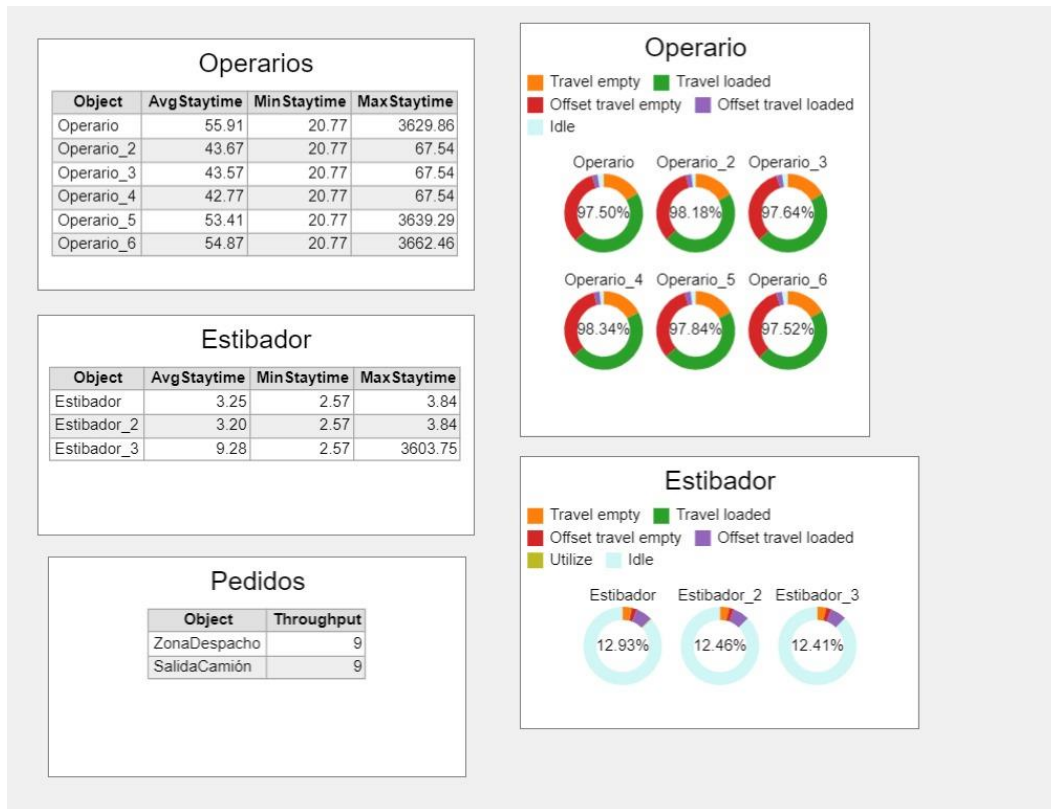 Operarios
Object AvgStaytime MinStaytime MaxStaytime
Operario 55.91 20.77 3629.86
Operario_2 43.67 20.77 67.54
Operario_3 43.57 20.77 67.54
Operario_4 42.77 20.77 67.54
Operario_5 53.41 20.77 3639.29
Operario_6 54.87 20.77 3662.46
Estibador
Object AvgStaytime MinStaytime MaxStaytime
Estibador 3.25 2.57 3.84
Estibador_2 3.20 2.57 3.84
Estibador_3 9.28 2.57 3603.75
Pedidos
Object Throughput
ZonaDespacho 9
SalidaCamión 9
Operario
Travel empty Travel loaded
Offset travel empty Offset travel loaded
Idle
Operario Operario_2 Operario_3
97.50% 98.18% 97.64%
Operario_4 Operario_5 Operario_6
98.34% 97.84% 97.52%
Estibador
Travel empty Travel loaded
Offset travel empty Offset travel loaded
Utilize Idle
Estibador Estibador_2 Estibador_3
12.93% 12.46% 12.41%